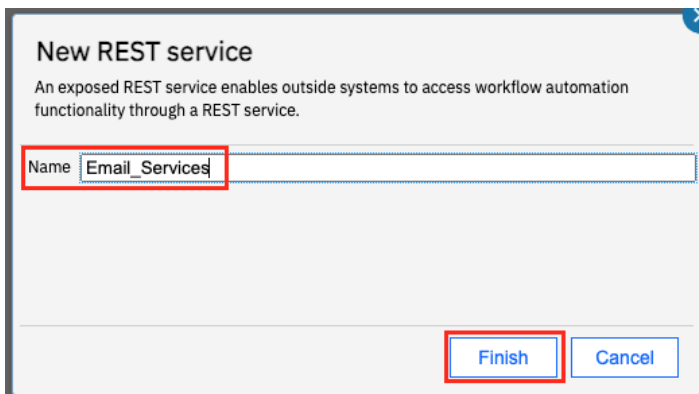 New REST service
An exposed REST service enables outside systems to access workflow automation
functionality through a REST service.
Name Email_Services
Finish Cancel